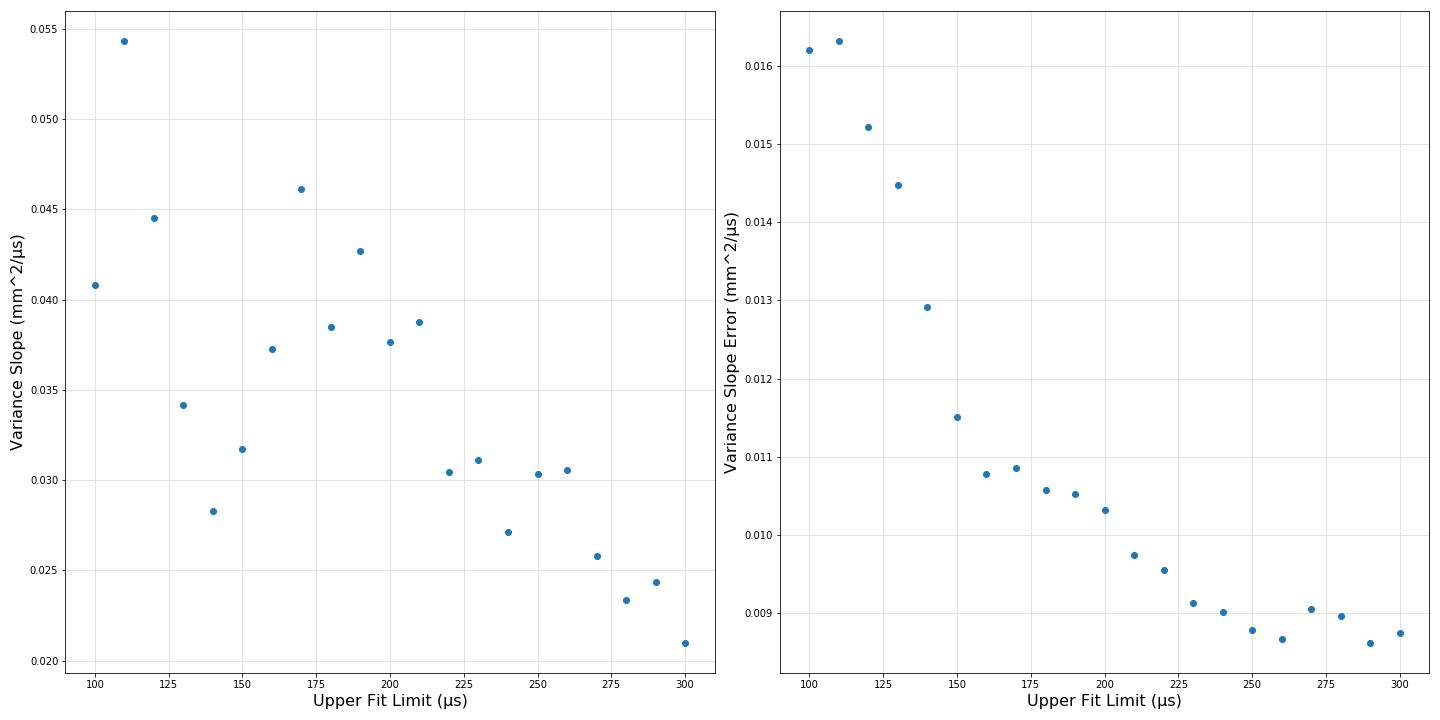 0.055
0.050
0.045
0.040
0.035
0.030
0.025
0.020
Variance Slope (mm^2/μs)
100 125 150 175 200 225 250 275 300
Upper Fit Limit (μs)
0.016
0.015
0.014
0.013
0.012
0.011
0.010
0.009
Variance Slope Error (mm^2/μs)
100 125 150 175 200 225 250 275 300
Upper Fit Limit (μs)